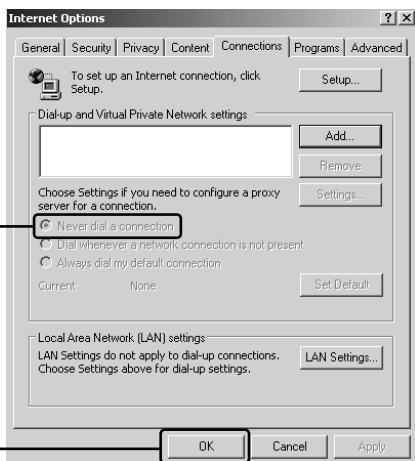 Internet Options
General Security Privacy Content Connections Programs Advanced
To set up an Internet connection, click
Setup.
Setup...
Dial-up and Virtual Private Network settings
Add...
Remove
Choose Settings if you need to configure a proxy
server for a connection.
Settings...
Never dial a connection
Dial whenever a network connection is not present
Always dial my default connection
Current None Set Default
Local Area Network (LAN) settings
LAN Settings do not apply to dial-up connections.
Choose Settings above for dial-up settings.
LAN Settings...
OK Cancel Apply